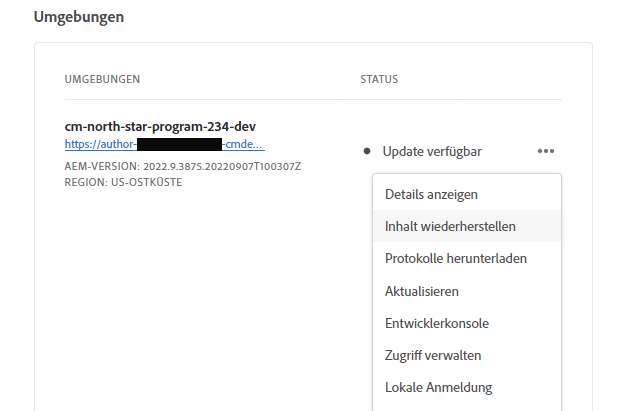 Umgebungen
UMGEBUNGEN STATUS
cm-north-star-program-234-dev
https://author- -cmde...
Update verfügbar
AEM-VERSION: 2022.9.3875.20220907T100307Z
REGION: US-OSTKÜSTE
Details anzeigen
Inhalt wiederherstellen
Protokolle herunterladen
Aktualisieren
Entwicklerkonsole
Zugriff verwalten
Lokale Anmeldung